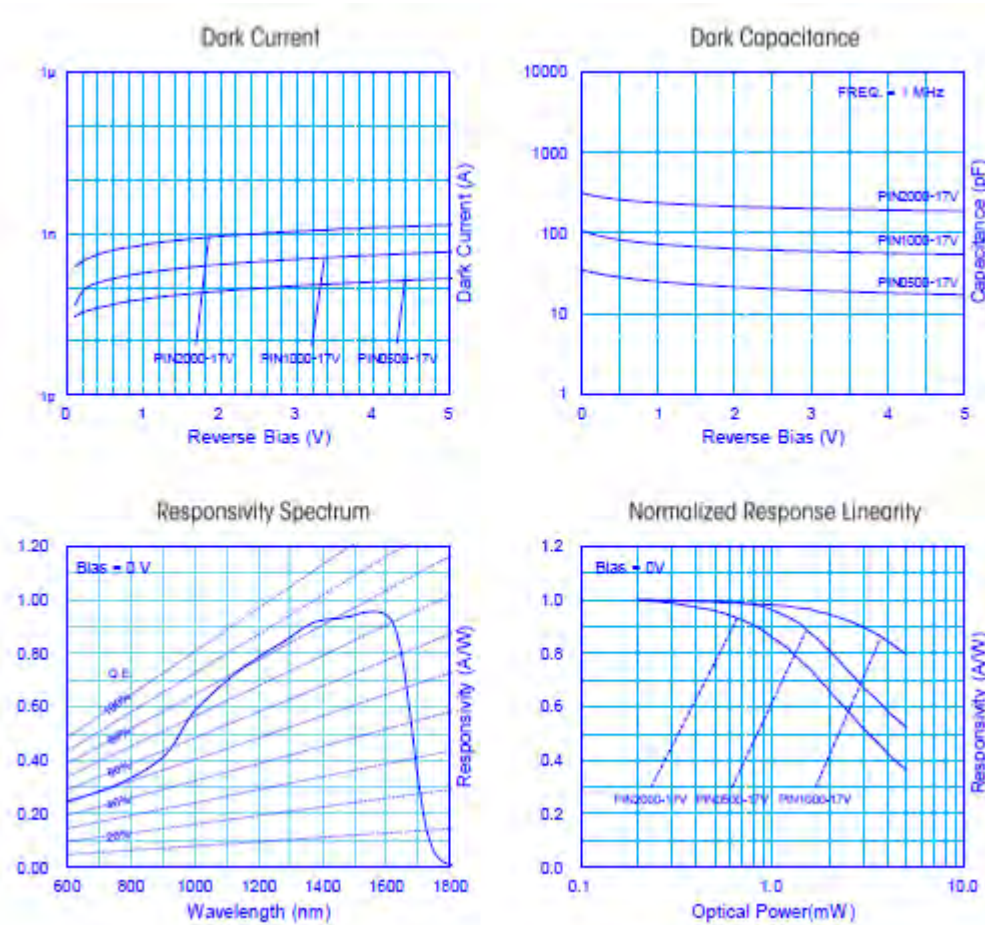 Dark Current
1μ
1n
1p
0 1 2 3 4 5
Reverse Bias (V)
Dark Current (A)
PIN2000-17V PIN1000-17V PIN0500-17V
Dark Capacitance
10000
1000
100
10
1
0 1 2 3 4 5
Reverse Bias (V)
Capacitance (pF)
FREQ. = 1 MHz
PIN2000-17V
PIN1000-17V
PIN0500-17V
Responsivity Spectrum
1.20
1.00
0.80
0.60
0.40
0.20
0.00
600 800 1000 1200 1400 1600 1800
Wavelength (nm)
Responsivity (A/W)
Bias = 0 V
Q.E.
100%
80%
60%
40%
20%
Normalized Response Linearity
1.2
1.0
0.8
0.6
0.4
0.2
0.0
0.1 1.0 10.0
Optical Power(mW)
Responsivity (A/W)
Bias = 0V
PIN2000-17V PIN0500-17V PIN1000-17V